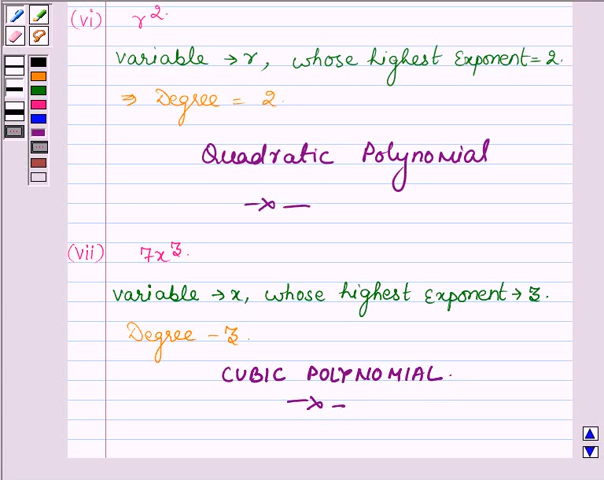 (vi) r².
variable → r, whose highest Exponent = 2.
⇒ Degree = 2.
Quadratic Polynomial
—x—
(vii) 7x³.
variable → x, whose highest Exponent → 3.
Degree - 3.
CUBIC POLYNOMIAL.
—x—